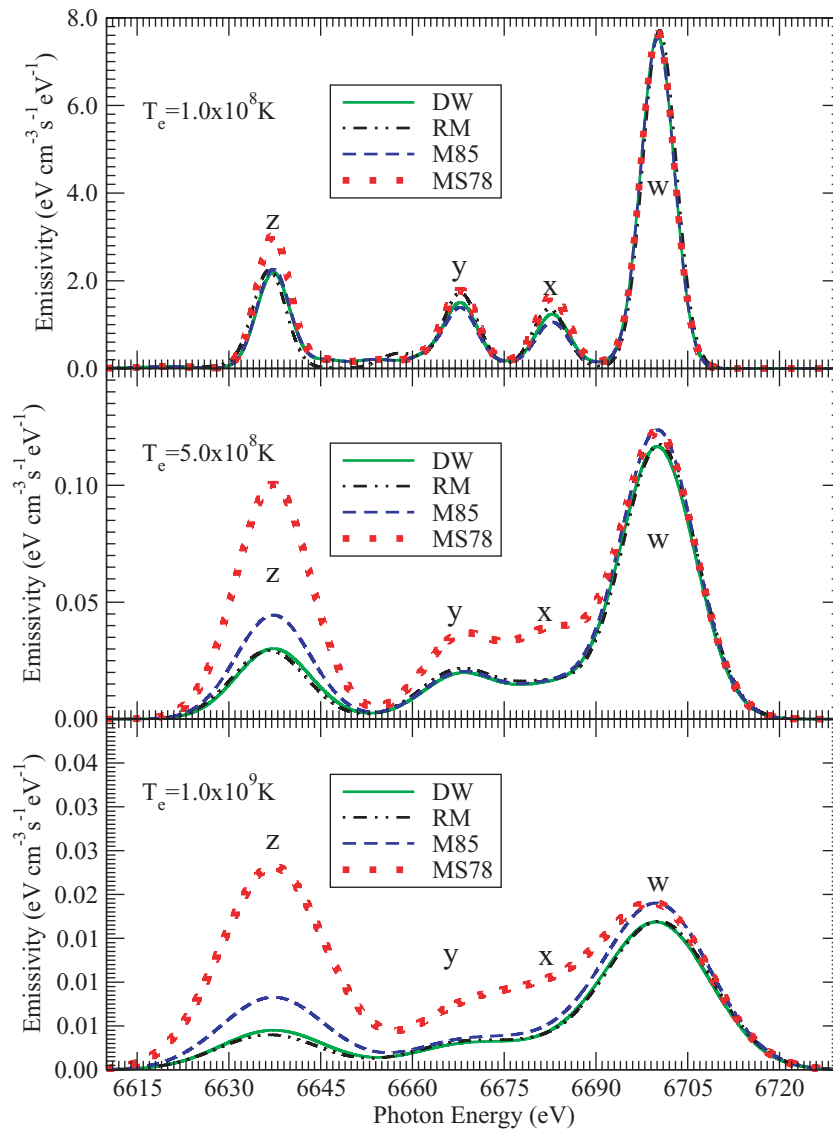 8.0
6.0
4.0
2.0
0.0
Emissivity (eV cm⁻³ s⁻¹ eV⁻¹)
Tₑ=1.0x10⁸K
DW
RM
M85
MS78
z
y
x
w
0.10
0.05
0.00
Emissivity (eV cm⁻³ s⁻¹ eV⁻¹)
Tₑ=5.0x10⁸K
DW
RM
M85
MS78
z
y
x
w
0.04
0.03
0.03
0.02
0.01
0.01
0.00
Emissivity (eV cm⁻³ s⁻¹ eV⁻¹)
Tₑ=1.0x10⁹K
DW
RM
M85
MS78
z
y
x
w
6615 6630 6645 6660 6675 6690 6705 6720
Photon Energy (eV)